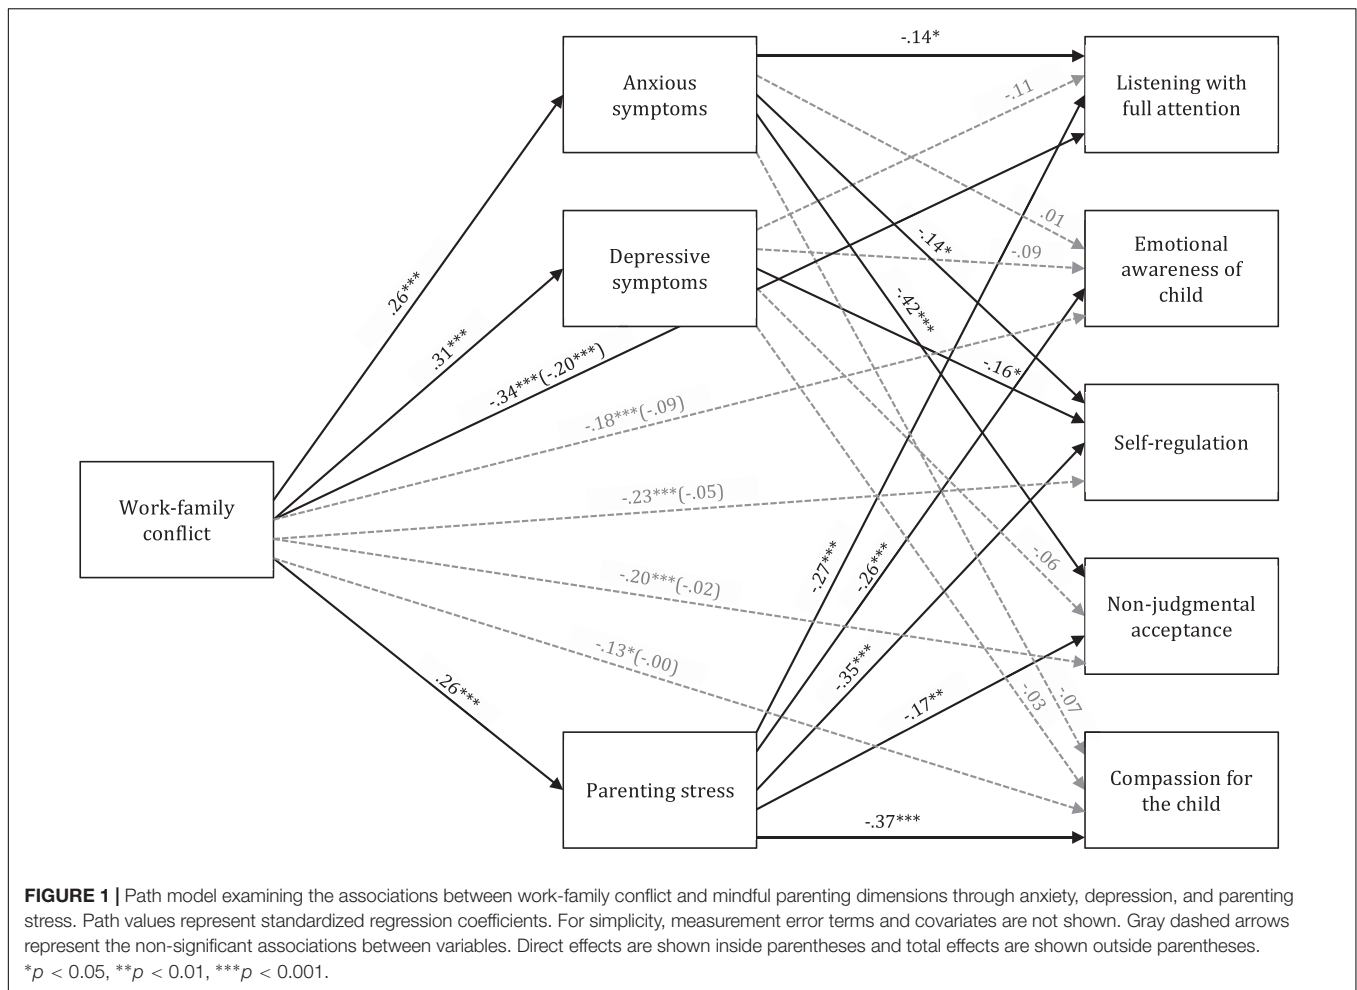 -.14*
Anxious
symptoms
Listening with
full attention
-.11
.01
-.14*
-.09
Depressive
symptoms
Emotional
awareness of
child
.26***
.31***
-.42***
-.34***(-.20***)
-.16*
-.18***(-.09)
Self-regulation
-.23***(-.05)
Work-family
conflict
-.27***
-.26***
-.06
-.20***(-.02)
Non-judgmental
acceptance
-.13*(-.00)
-.35***
.26***
-.17**
-.03
-.07
Parenting stress
Compassion for
the child
-.37***
FIGURE 1 | Path model examining the associations between work-family conflict and mindful parenting dimensions through anxiety, depression, and parenting
stress. Path values represent standardized regression coefficients. For simplicity, measurement error terms and covariates are not shown. Gray dashed arrows
represent the non-significant associations between variables. Direct effects are shown inside parentheses and total effects are shown outside parentheses.
*p < 0.05, **p < 0.01, ***p < 0.001.